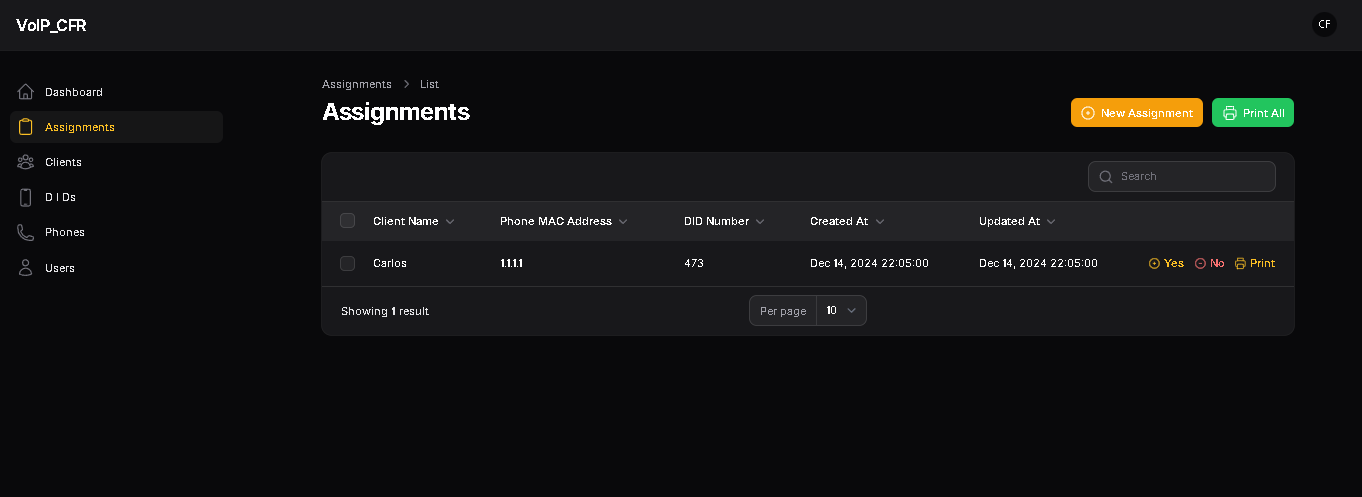 VoIP_CFR
CF
Dashboard
Assignments
Clients
D I Ds
Phones
Users
Assignments > List
Assignments
New Assignment
Print All
Search
Client Name Phone MAC Address DID Number Created At Updated At
Carlos 1.1.1.1 473 Dec 14, 2024 22:05:00 Dec 14, 2024 22:05:00 Yes No Print
Showing 1 result
Per page 10